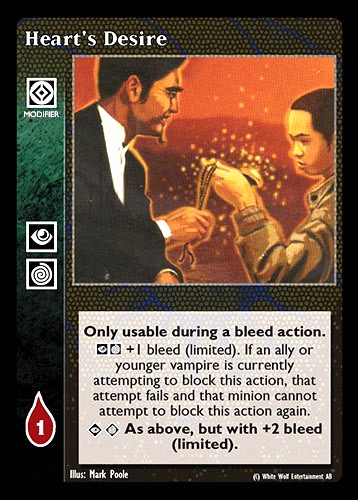 Heart's Desire
MODIFIER
Only usable during a bleed action.
+1 bleed (limited). If an ally or
younger vampire is currently
attempting to block this action, that
attempt fails and that minion cannot
attempt to block this action again.
As above, but with +2 bleed
(limited).
1
Illus: Mark Poole
(C) White Wolf Entertainment AB